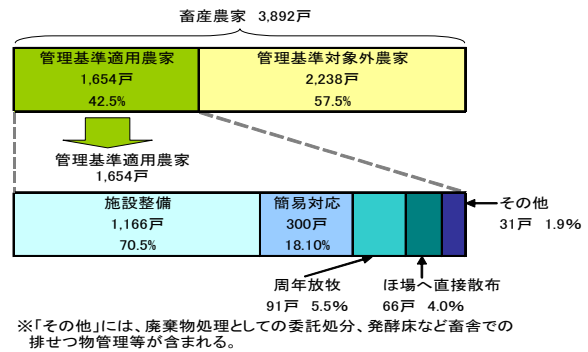 畜産農家 3,892戸
管理基準適用農家
1,654戸
42.5%
管理基準対象外農家
2,238戸
57.5%
管理基準適用農家
1,654戸
施設整備
1,166戸
70.5%
簡易対応
300戸
18.10%
その他
31戸 1.9%
周年放牧
91戸 5.5%
ほ場へ直接散布
66戸 4.0%
※「その他」には、廃棄物処理としての委託処分、発酵床など畜舎での
排せつ物管理等が含まれる。